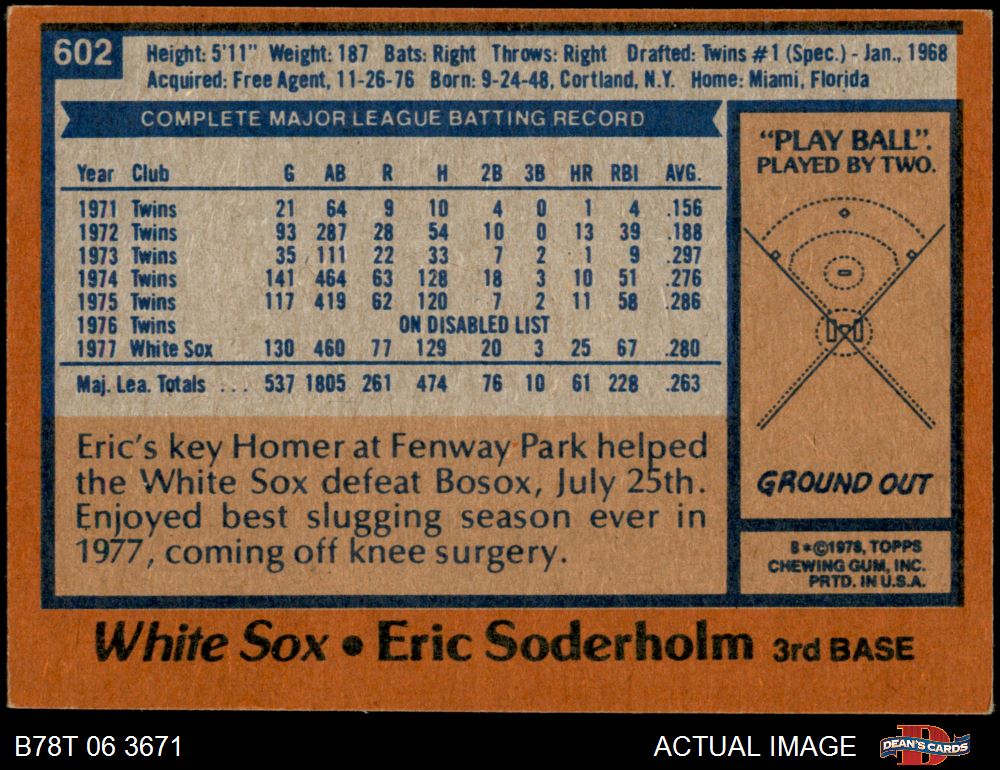 602
Height: 5'11" Weight: 187 Bats: Right Throws: Right Drafted: Twins #1 (Spec.) - Jan., 1968
Acquired: Free Agent, 11-26-76 Born: 9-24-48, Cortland, N.Y. Home: Miami, Florida
COMPLETE MAJOR LEAGUE BATTING RECORD
Year Club G AB R H 2B 3B HR RBI AVG.
1971 Twins 21 64 9 10 4 0 1 4 .156
1972 Twins 93 287 28 54 10 0 13 39 .188
1973 Twins 35 111 22 33 7 2 1 9 .297
1974 Twins 141 464 63 128 18 3 10 51 .276
1975 Twins 117 419 62 120 7 2 11 58 .286
1976 Twins ON DISABLED LIST
1977 White Sox 130 460 77 129 20 3 25 67 .280
Maj. Lea. Totals ... 537 1805 261 474 76 10 61 228 .263
Eric's key Homer at Fenway Park helped
the White Sox defeat Bosox, July 25th.
Enjoyed best slugging season ever in
1977, coming off knee surgery.
"PLAY BALL".
PLAYED BY TWO.
GROUND OUT
B*©1978, TOPPS
CHEWING GUM, INC.
PRTD. IN U.S.A.
White Sox • Eric Soderholm 3rd BASE
B78T 06 3671
ACTUAL IMAGE
D
DEAN'S CARDS